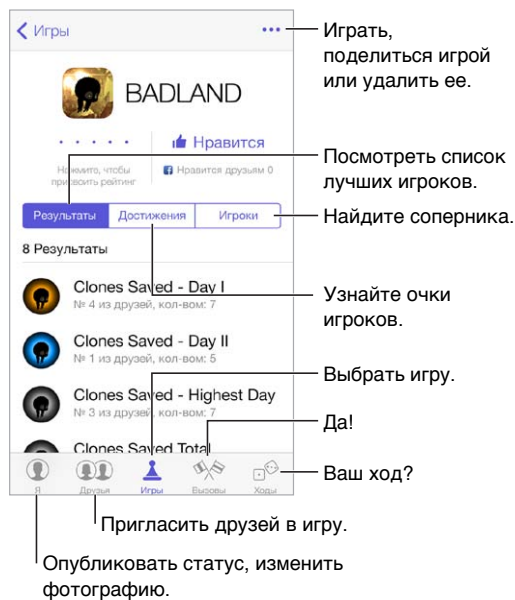 Игры
Играть,
поделиться игрой
или удалить ее.
BADLAND
Нравится
Нажмите, чтобы
присвоить рейтинг
Нравится друзьям 0
Посмотреть список
лучших игроков.
Результаты Достижения Игроки
Найдите соперника.
8 Результаты
Clones Saved - Day I
№ 4 из друзей, кол-вом: 7
Узнайте очки
игроков.
Clones Saved - Day II
№ 1 из друзей, кол-вом: 5
Выбрать игру.
Clones Saved - Highest Day
№ 3 из друзей, кол-вом: 7
Да!
Clones Saved Total
Ваш ход?
Я Друзья Игры Вызовы Ходы
Пригласить друзей в игру.
Опубликовать статус, изменить
фотографию.